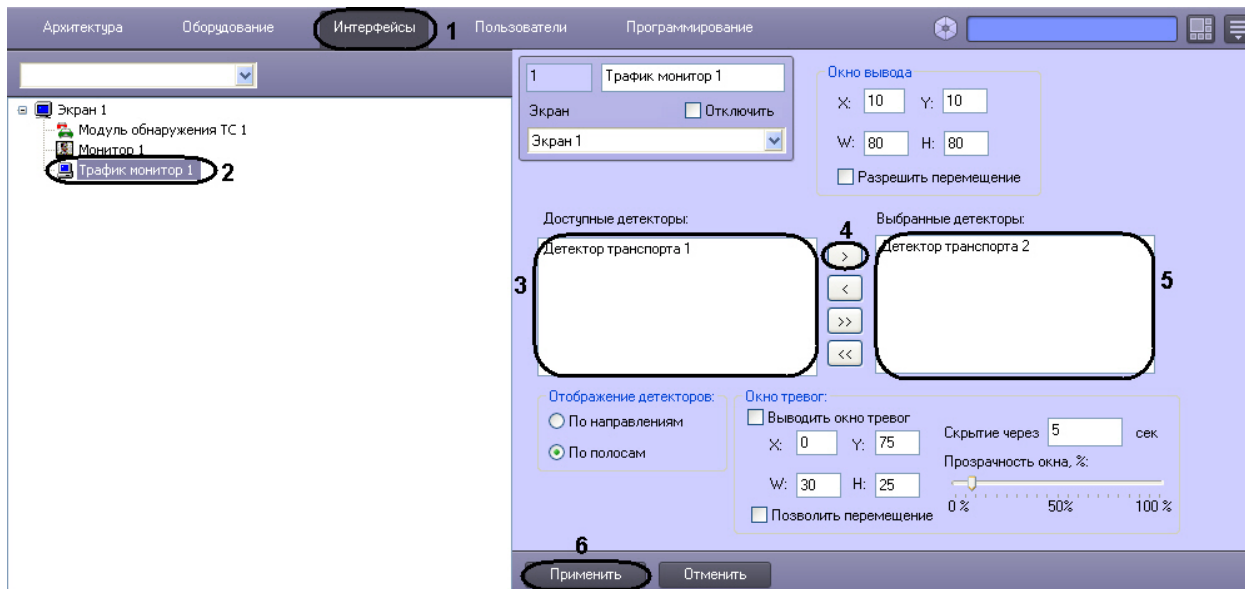 Архитектура Оборудование Интерфейсы 1 Пользователи Программирование
Экран 1
Модуль обнаружения ТС 1
Монитор 1
Трафик монитор 1 2
1 Трафик монитор 1
Экран Отключить
Экран 1
Окно вывода
X: 10 Y: 10
W: 80 H: 80
Разрешить перемещение
Доступные детекторы:
Детектор транспорта 1
3
4
>
<
>>
<<
Выбранные детекторы:
Детектор транспорта 2
5
Отображение детекторов:
По направлениям
По полосам
Окно тревог:
Выводить окно тревог
X: 0 Y: 75
W: 30 H: 25
Позволить перемещение
Скрытие через 5 сек
Прозрачность окна, %:
0 % 50% 100 %
6
Применить Отменить